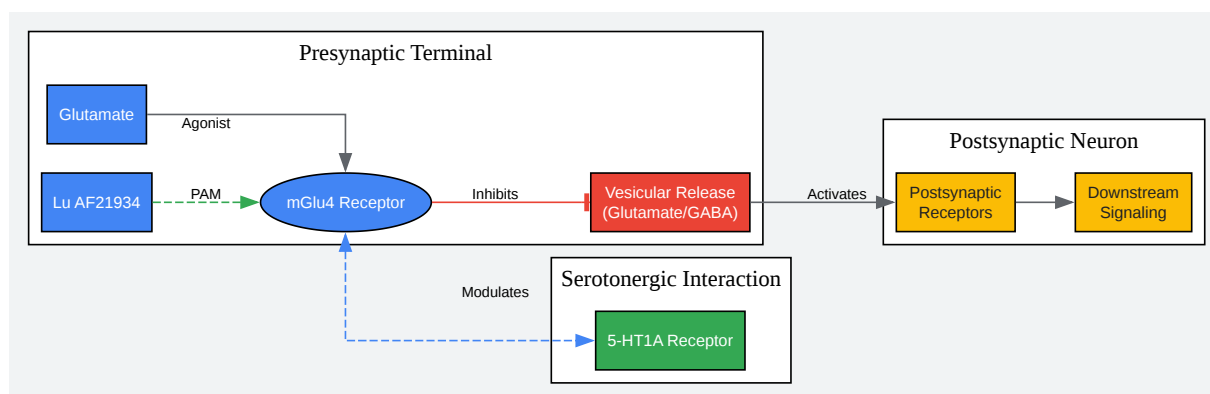 Presynaptic Terminal
Glutamate
Agonist
Lu AF21934
PAM
mGlu4 Receptor
Inhibits
Vesicular Release
(Glutamate/GABA)
Activates
Postsynaptic Neuron
Postsynaptic
Receptors
Downstream
Signaling
Modulates
Serotonergic Interaction
5-HT1A Receptor